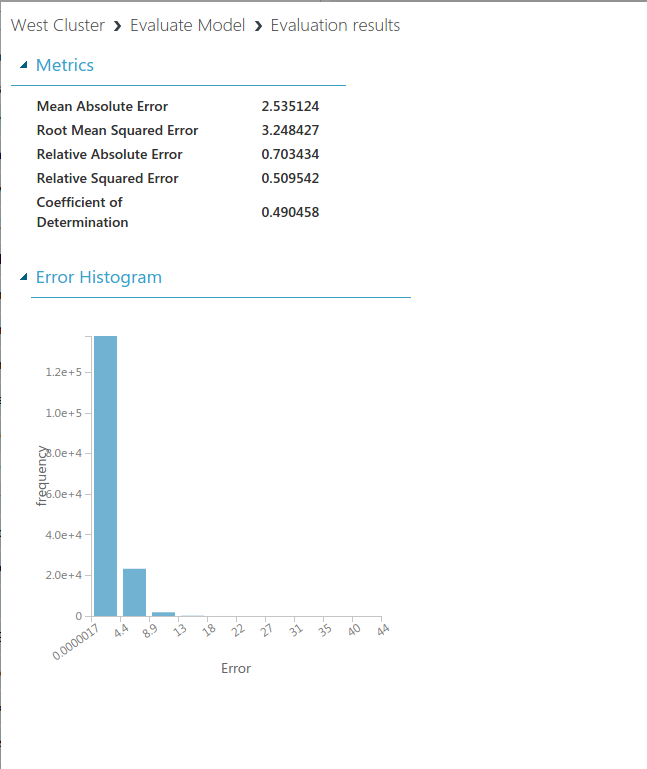 West Cluster > Evaluate Model > Evaluation results
Metrics
Mean Absolute Error 2.535124
Root Mean Squared Error 3.248427
Relative Absolute Error 0.703434
Relative Squared Error 0.509542
Coefficient of
Determination 0.490458
Error Histogram
1.2e+5
1.0e+5
8.0e+4
6.0e+4
4.0e+4
2.0e+4
0
frequency
0.0000017 4.4 8.9 13 18 22 27 31 35 40 44
Error